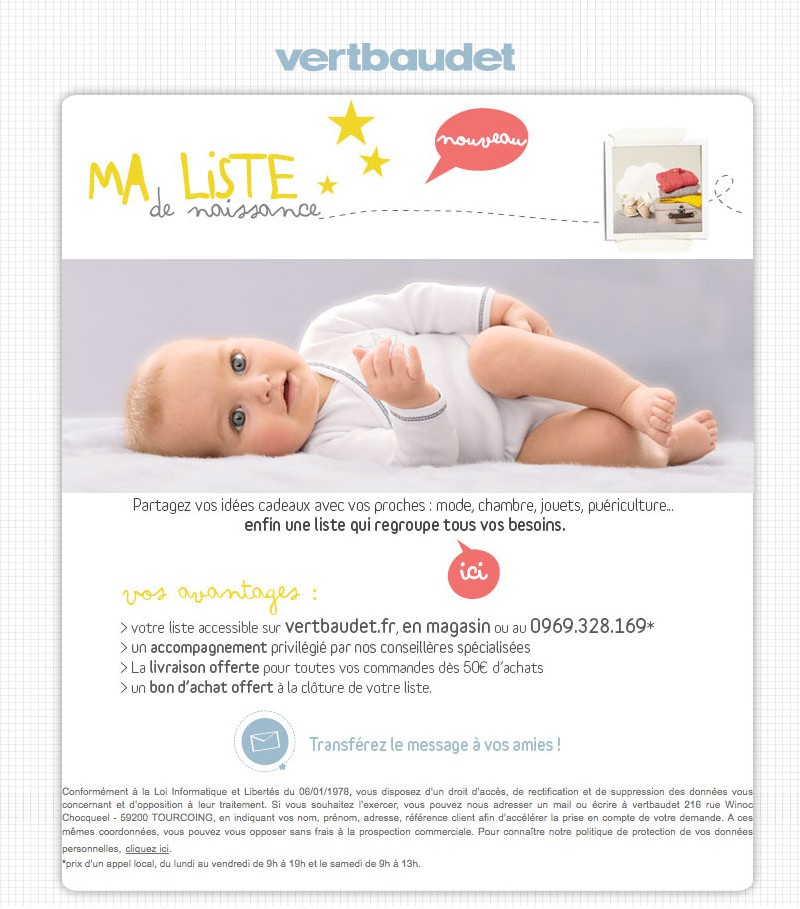 vertbaudet
MA LiSTE
nouveau
de naissance
Partagez vos idées cadeaux avec vos proches : mode, chambre, jouets, puériculture...
enfin une liste qui regroupe tous vos besoins.
ici
vos avantages :
> votre liste accessible sur vertbaudet.fr, en magasin ou au 0969.328.169*
> un accompagnement privilégié par nos conseillères spécialisées
> La livraison offerte pour toutes vos commandes dès 50€ d'achats
> un bon d'achat offert à la clôture de votre liste.
Transférez le message à vos amies !
Conformément à la Loi Informatique et Libertés du 06/01/1978, vous disposez d'un droit d'accès, de rectification et de suppression des données vous
concernant et d'opposition à leur traitement. Si vous souhaitez l'exercer, vous pouvez nous adresser un mail ou écrire à vertbaudet 216 rue Winoc
Chocqueel - 59200 TOURCOING, en indiquant vos nom, prénom, adresse, référence client afin d'accélérer la prise en compte de votre demande. A ces
mêmes coordonnées, vous pouvez vous opposer sans frais à la prospection commerciale. Pour connaître notre politique de protection de vos données
personnelles, cliquez ici.
*prix d'un appel local, du lundi au vendredi de 9h à 19h et le samedi de 9h à 13h.